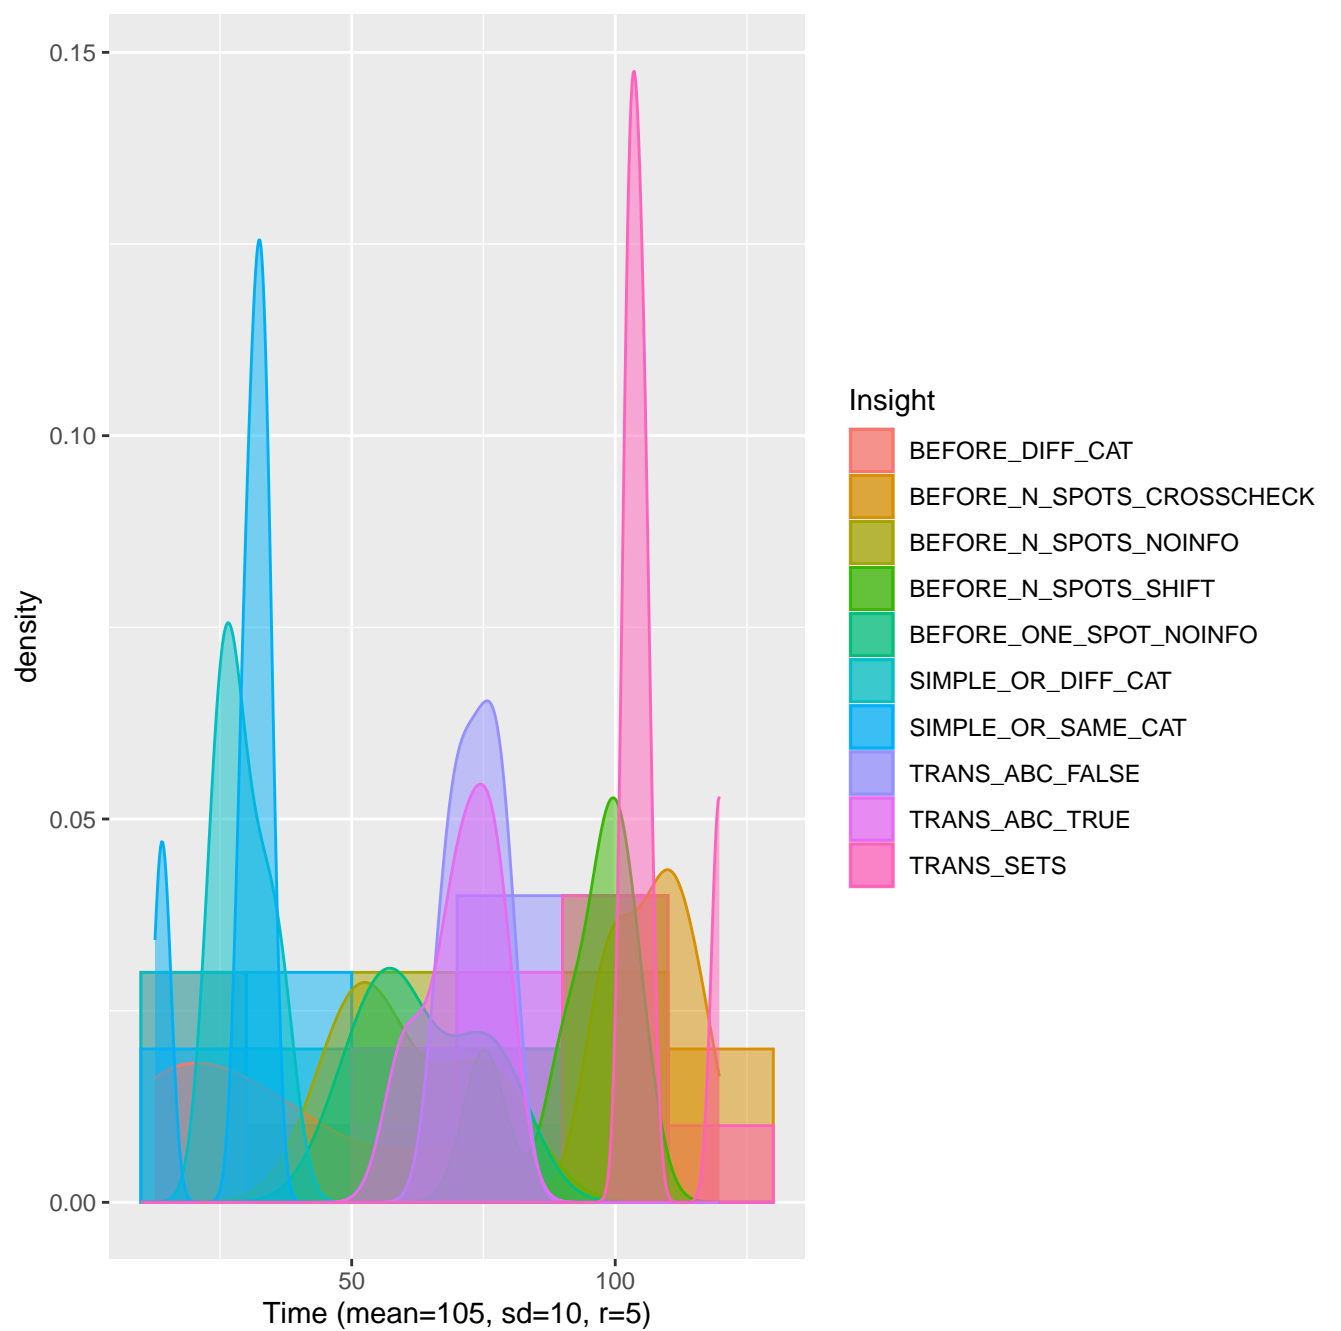 0.15
0.10
0.05
0.00
density
50 100
Time (mean=105, sd=10, r=5)
Insight
BEFORE_DIFF_CAT
BEFORE_N_SPOTS_CROSSCHECK
BEFORE_N_SPOTS_NOINFO
BEFORE_N_SPOTS_SHIFT
BEFORE_ONE_SPOT_NOINFO
SIMPLE_OR_DIFF_CAT
SIMPLE_OR_SAME_CAT
TRANS_ABC_FALSE
TRANS_ABC_TRUE
TRANS_SETS